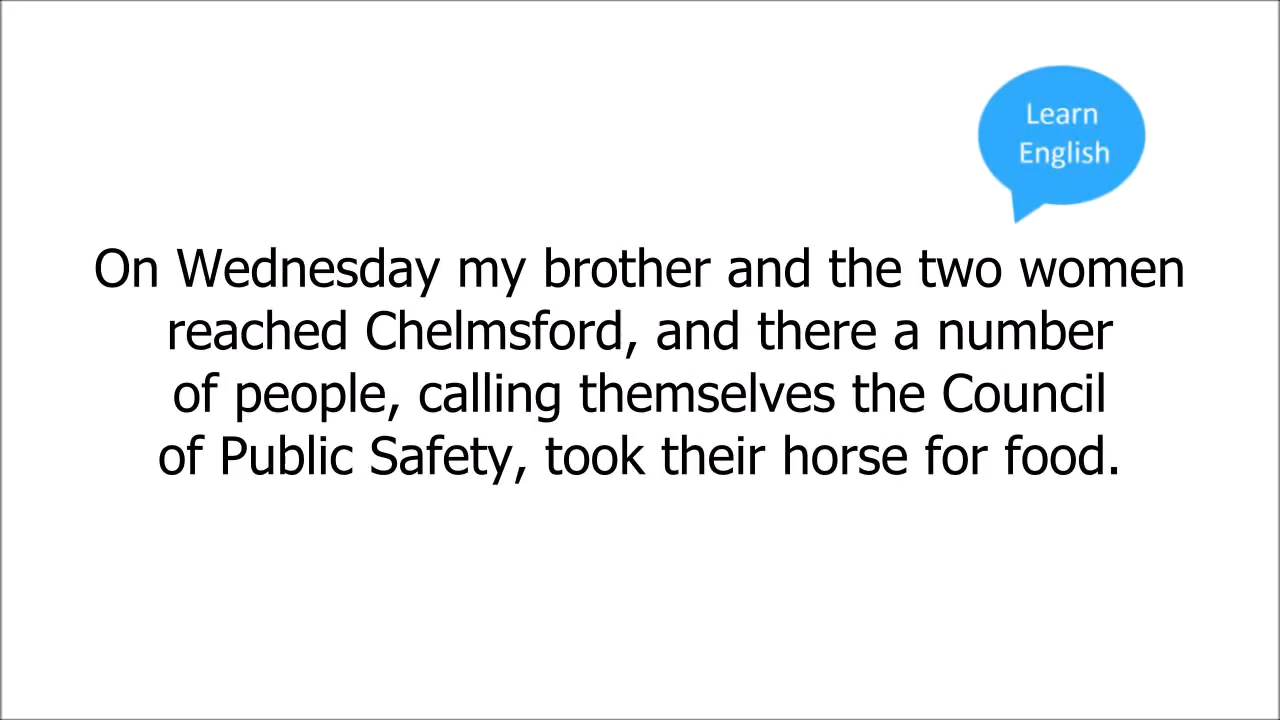 Learn
English
On Wednesday my brother and the two women
reached Chelmsford, and there a number
of people, calling themselves the Council
of Public Safety, took their horse for food.